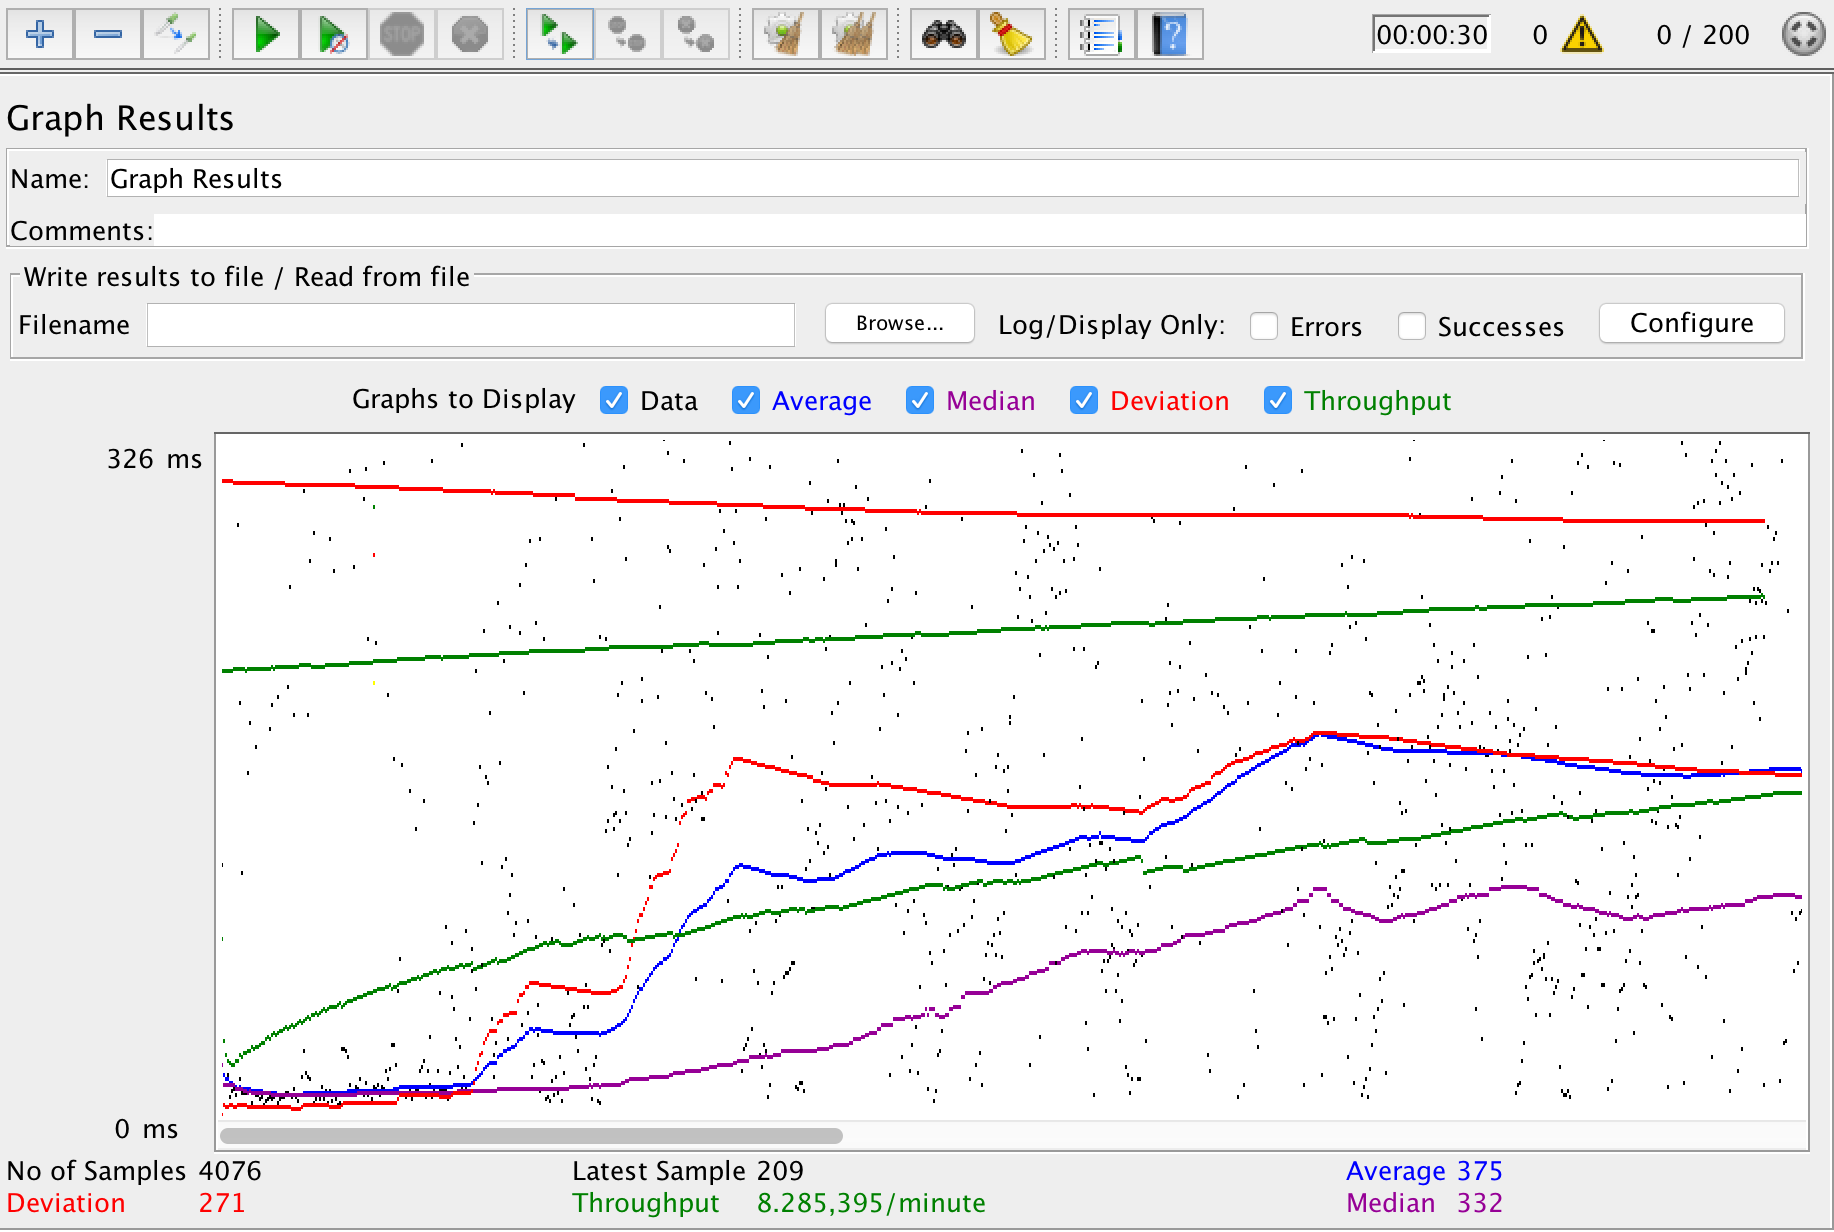 STOP
00:00:30 0 0 / 200
Graph Results
Name: Graph Results
Comments:
Write results to file / Read from file
Filename Browse... Log/Display Only: Errors Successes Configure
Graphs to Display Data Average Median Deviation Throughput
326 ms
0 ms
No of Samples 4076 Latest Sample 209 Average 375
Deviation 271 Throughput 8.285,395/minute Median 332